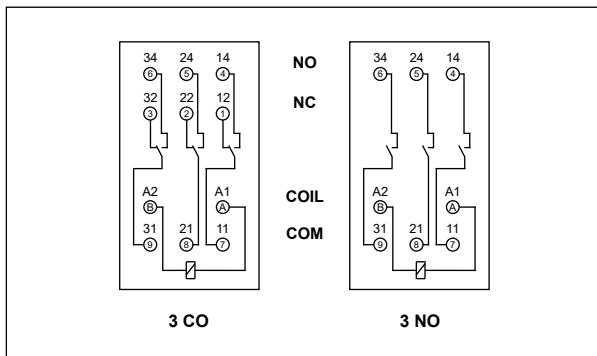 34 24 14 NO 34 24 14
6 5 4 6 5 4
32 22 12 NC
3 2 1
A2 A1 COIL A2 A1
B A B A
31 21 11 COM 31 21 11
9 8 7 9 8 7
3 CO 3 NO